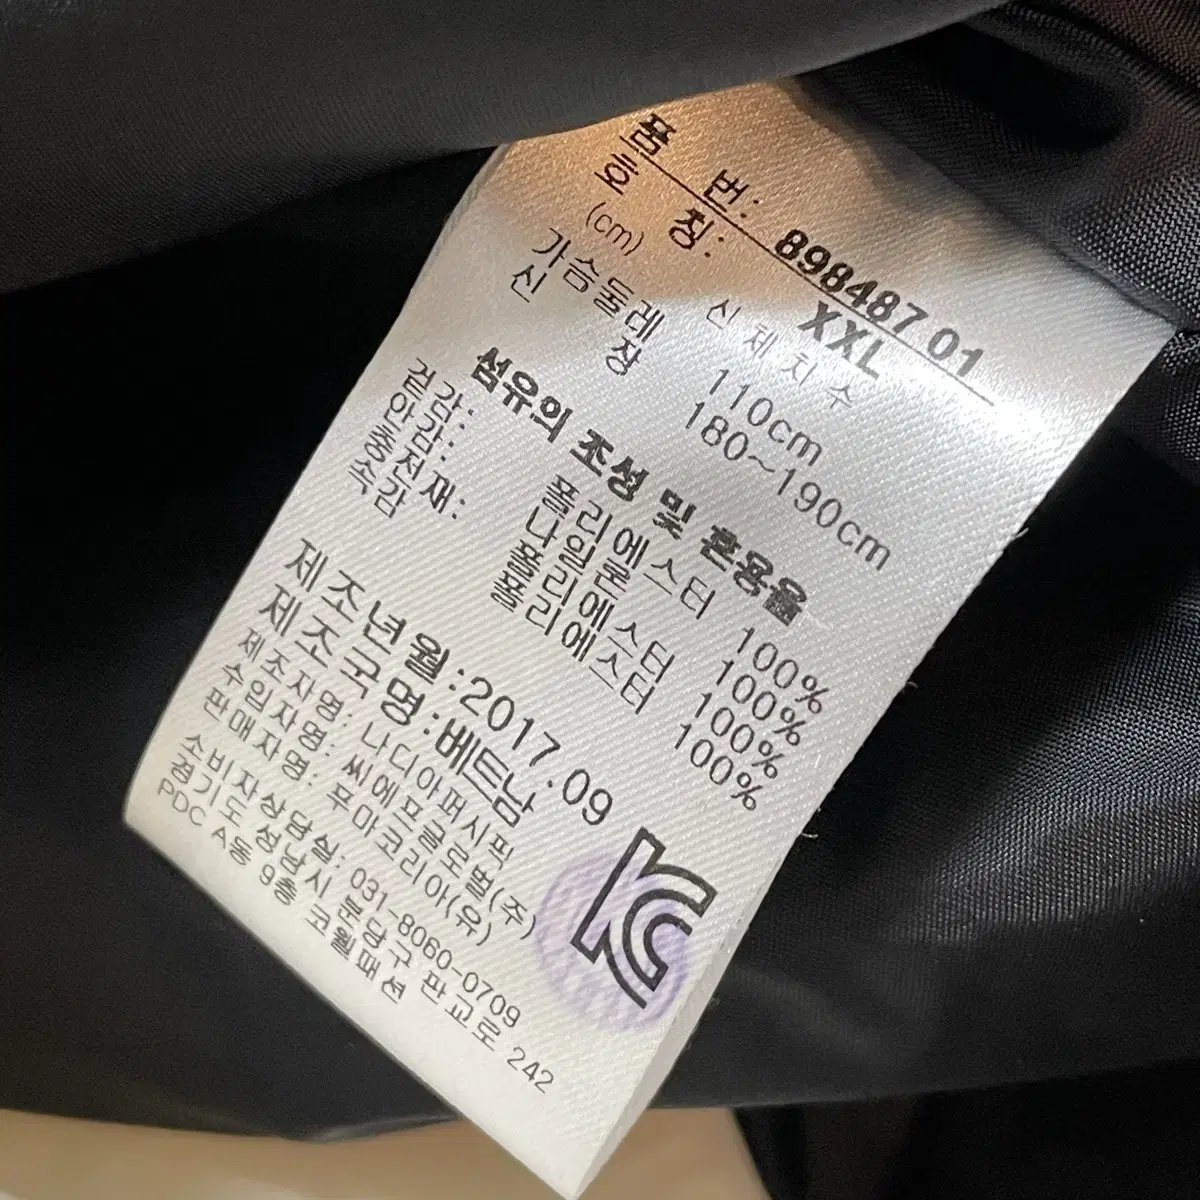 품 번: 898487 01
호 칭: XXL
(cm) 신체치수
가슴둘레 110cm
신 장 180~190cm
섬유의 조성 및 혼용율
겉감: 폴리에스터 100%
안감: 나일론 100%
충전재: 폴리에스터 100%
속감 폴리에스터 100%
제조년월:2017.09
제조국명:베트남
제조자명: 나디아퍼시픽
수입자명: 씨에프글로벌(주)
판매자명: 푸마코리아(유)
소비자상담실: 031-8060-0709
경기도 성남시 분당구 판교로 242
PDC A동 9층 코웰패션
KC